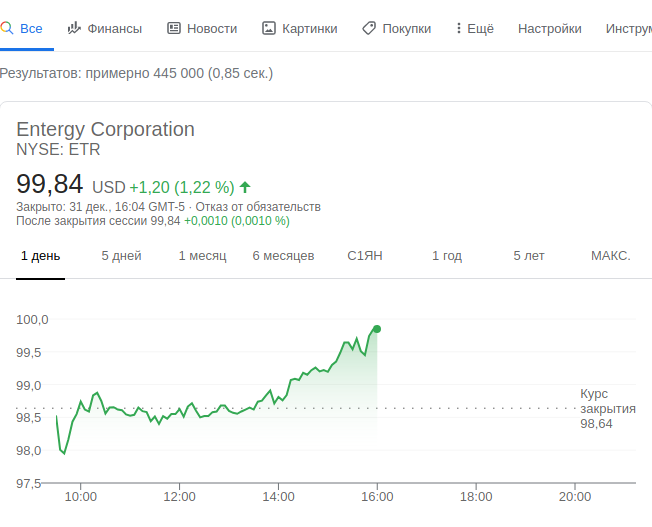 Все Финансы Новости Картинки Покупки Ещё Настройки Инструм
Результатов: примерно 445 000 (0,85 сек.)
Entergy Corporation
NYSE: ETR
99,84 USD +1,20 (1,22 %)
Закрыто: 31 дек., 16:04 GMT-5 · Отказ от обязательств
После закрытия сессии 99,84 +0,0010 (0,0010 %)
1 день 5 дней 1 месяц 6 месяцев С1ЯН 1 год 5 лет МАКС.
100,0
99,5
99,0
Курс
закрытия
98,64
98,5
98,0
97,5
10:00 12:00 14:00 16:00 18:00 20:00